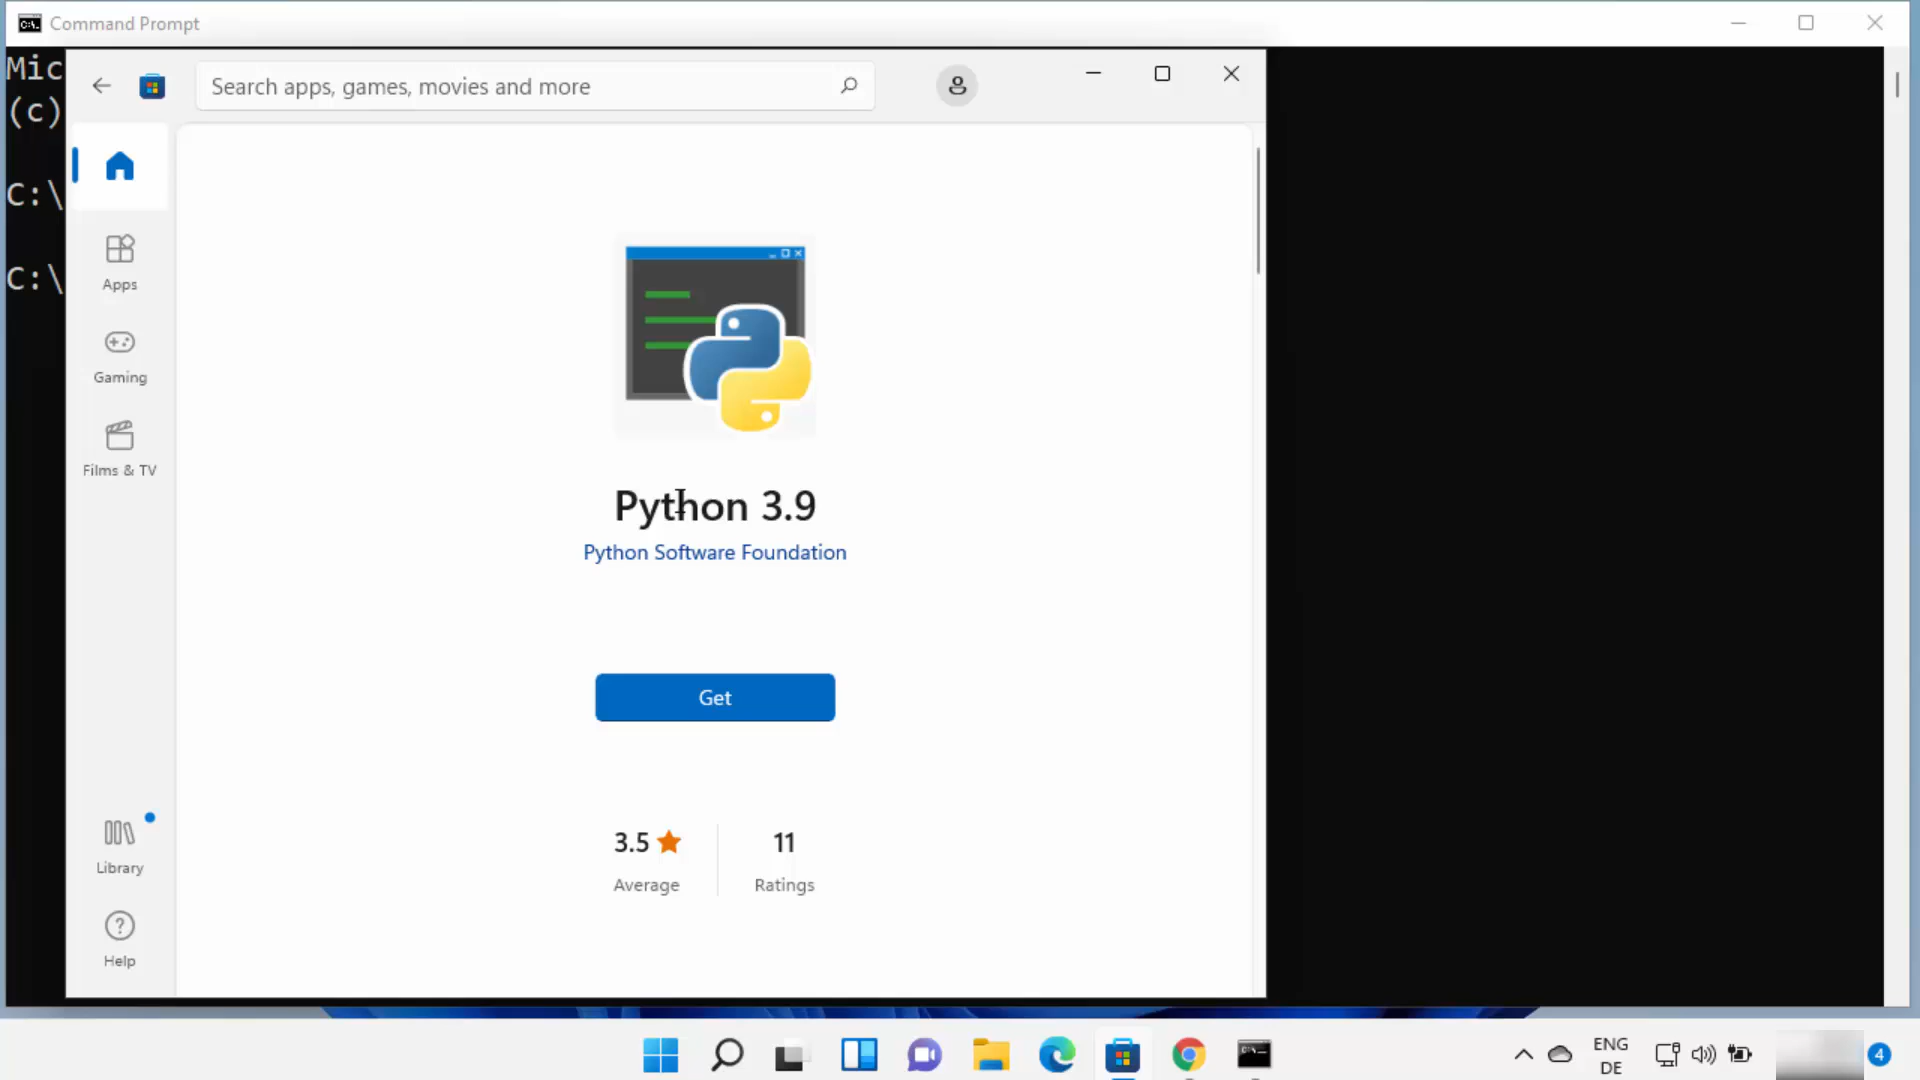 Command Prompt
Mic
(c)
C:\
C:\
Search apps, games, movies and more
Apps
Gaming
Films & TV
Python 3.9
Python Software Foundation
Get
3.5
11
Average
Ratings
Library
Help
ENG
DE
4